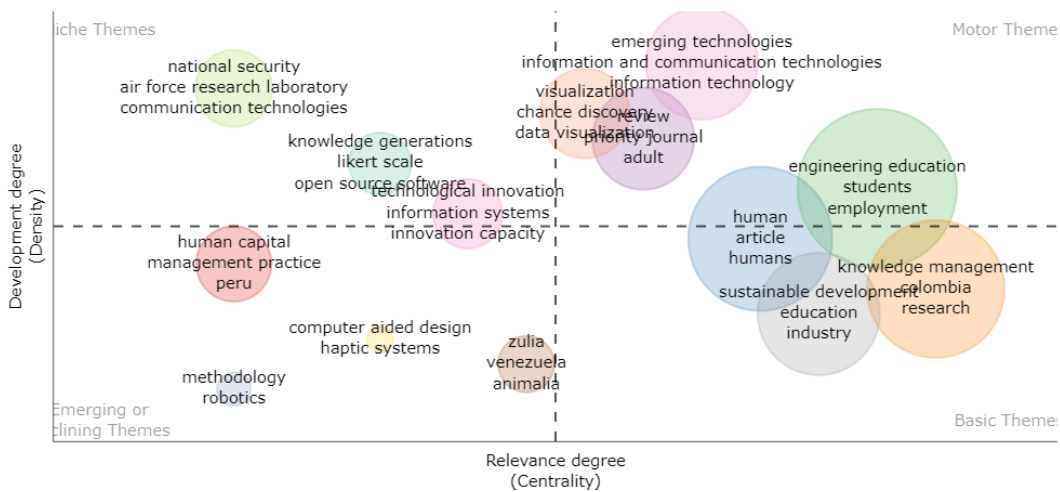 iche Themes
Motor Theme
national security
air force research laboratory
communication technologies
emerging technologies
information and communication technologies
information technology
visualization
chance discovery
data visualization
review
priority journal
adult
knowledge generations
likert scale
open source software
technological innovation
information systems
innovation capacity
engineering education
students
employment
human
article
humans
human capital
management practice
peru
knowledge management
colombia
research
sustainable development
education
industry
computer aided design
haptic systems
zulia
venezuela
animalia
methodology
robotics
Emerging or
clining Themes
Basic Themes
Development degree
(Density)
Relevance degree
(Centrality)